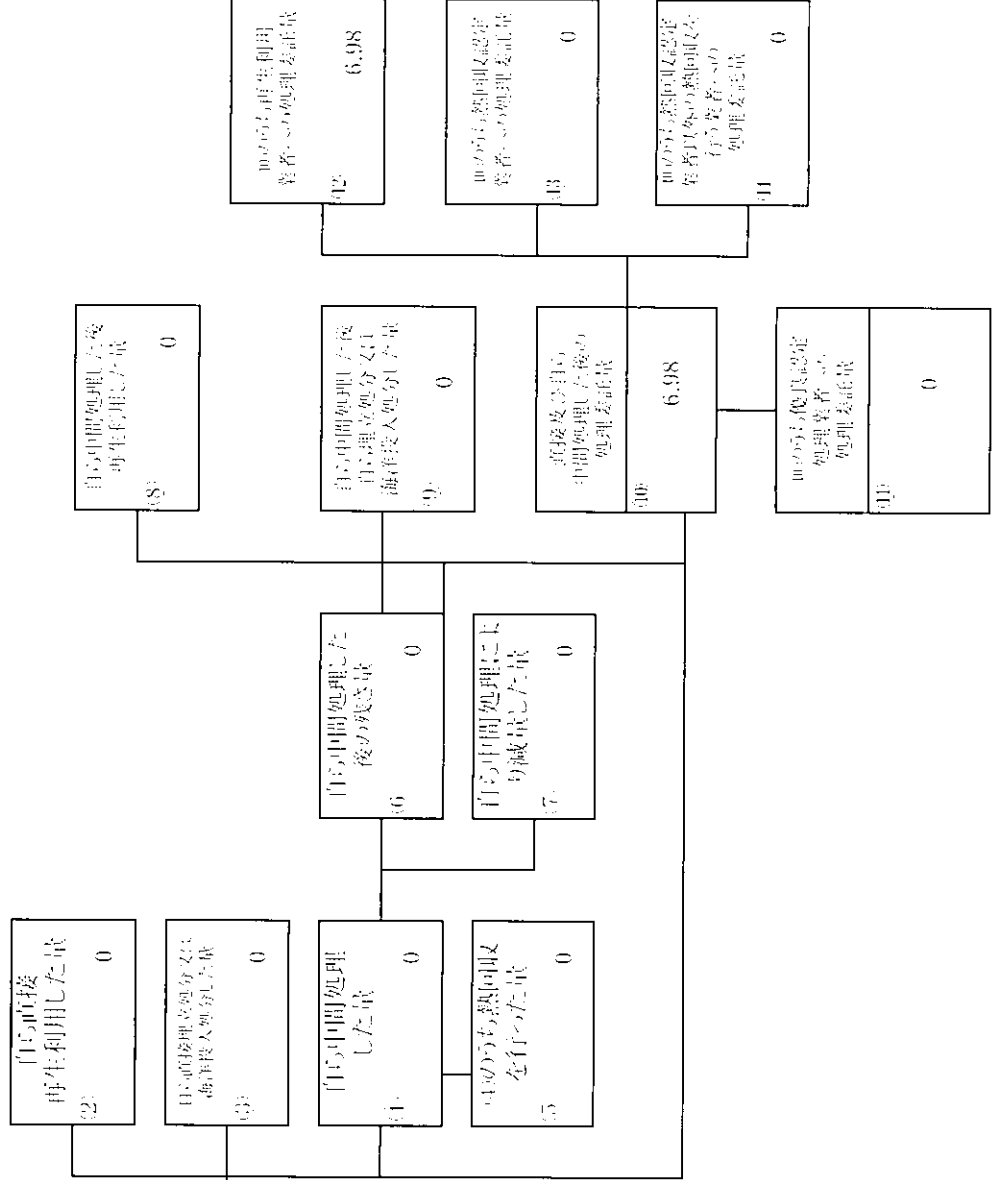 自ら直接
再生利用した量
(2)
0
自ら直接埋立処分又は
海洋投入処分した量
(3)
0
自ら中間処理
した量
0
熱回収
を行った量
0
自ら中間処理した
後の残さ量
(6)
0
自ら中間処理によ
り減量した量
(7)
0
自ら中間処理した後
再生利用した量
(8)
0
自ら中間処理した後
自ら埋立処分又は
海洋投入処分した量
(9)
0
直接及び自ら
中間処理した後の
処理委託量
(10)
6.98
のうち優良認定
処理業者への
処理委託量
(11)
0
のうち再生利用
業者への処理委託量
(12)
6.98
のうち熱回収認定
業者への処理委託量
(13)
0
のうち熱回収認定
業者以外の熱回収を
行う業者への
処理委託量
0